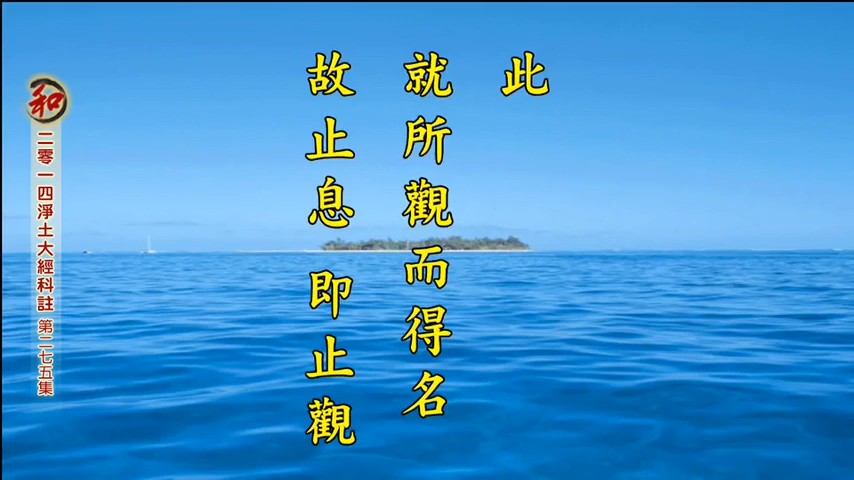 此
就所觀而得名
故止息 即止觀
和
二零一四淨土大經科註 第二七五集